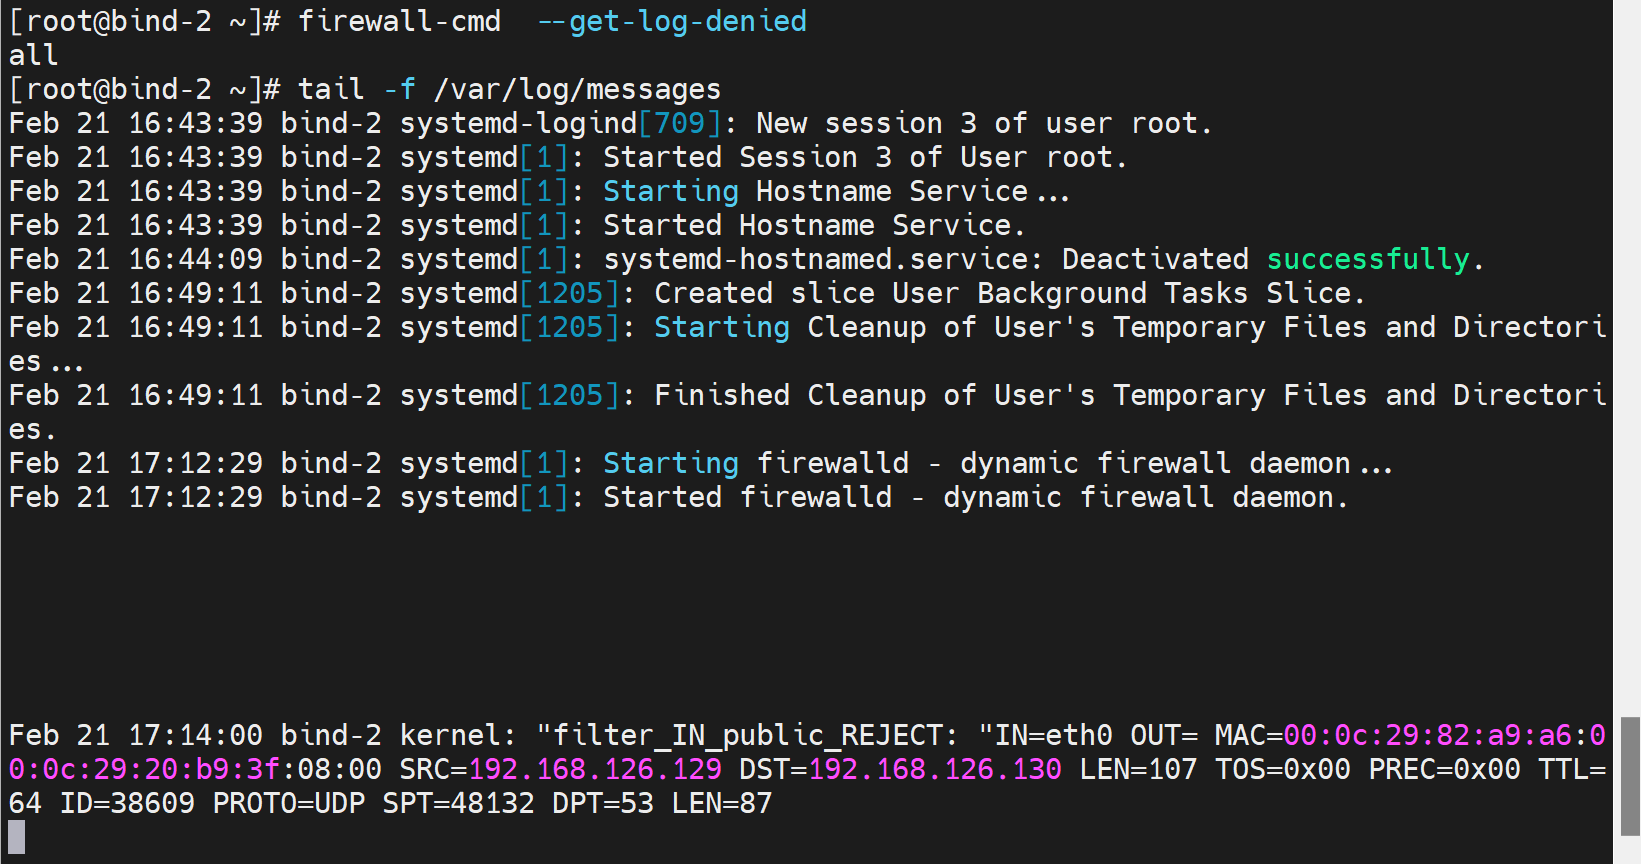 [root@bind-2 ~]# firewall-cmd  --get-log-denied
all
[root@bind-2 ~]# tail -f /var/log/messages
Feb 21 16:43:39 bind-2 systemd-logind[709]: New session 3 of user root.
Feb 21 16:43:39 bind-2 systemd[1]: Started Session 3 of User root.
Feb 21 16:43:39 bind-2 systemd[1]: Starting Hostname Service...
Feb 21 16:43:39 bind-2 systemd[1]: Started Hostname Service.
Feb 21 16:44:09 bind-2 systemd[1]: systemd-hostnamed.service: Deactivated successfully.
Feb 21 16:49:11 bind-2 systemd[1205]: Created slice User Background Tasks Slice.
Feb 21 16:49:11 bind-2 systemd[1205]: Starting Cleanup of User's Temporary Files and Directori
es...
Feb 21 16:49:11 bind-2 systemd[1205]: Finished Cleanup of User's Temporary Files and Directori
es.
Feb 21 17:12:29 bind-2 systemd[1]: Starting firewalld - dynamic firewall daemon...
Feb 21 17:12:29 bind-2 systemd[1]: Started firewalld - dynamic firewall daemon.
Feb 21 17:14:00 bind-2 kernel: "filter_IN_public_REJECT: "IN=eth0 OUT= MAC=00:0c:29:82:a9:a6:0
0:0c:29:20:b9:3f:08:00 SRC=192.168.126.129 DST=192.168.126.130 LEN=107 TOS=0x00 PREC=0x00 TTL=
64 ID=38609 PROTO=UDP SPT=48132 DPT=53 LEN=87